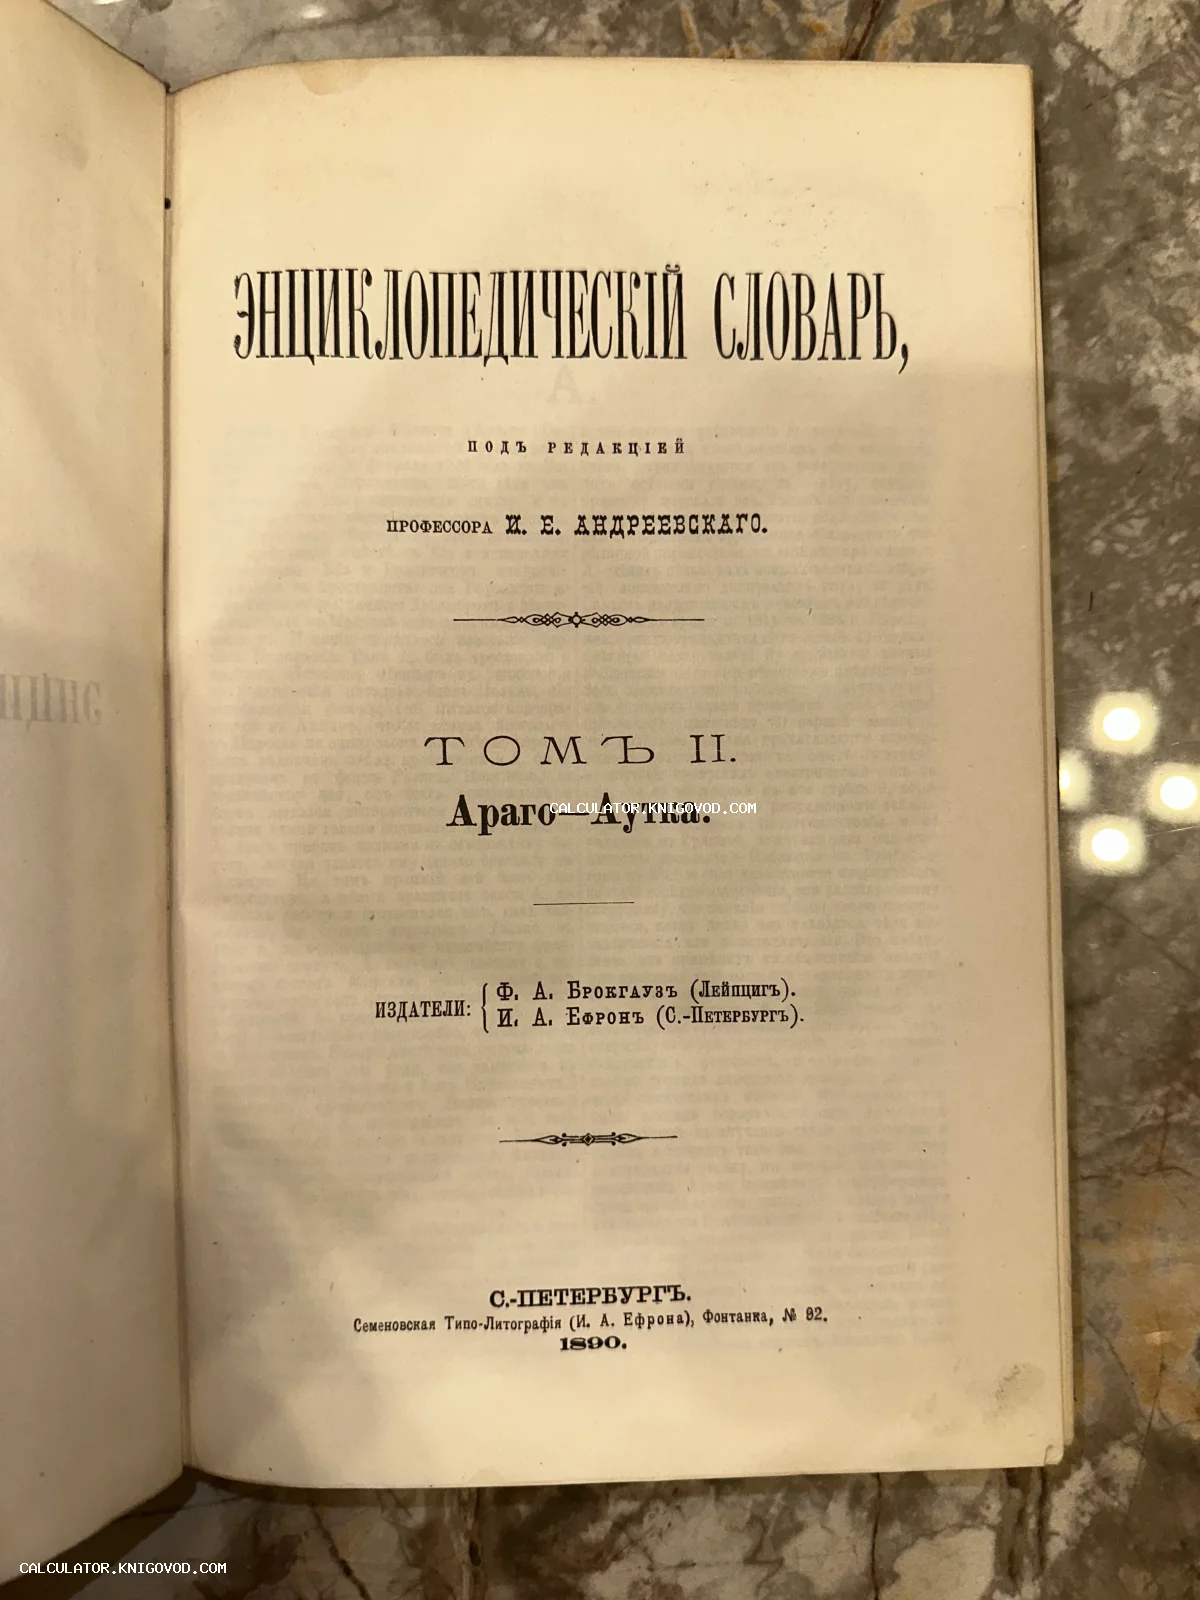 ЭНЦИКЛОПЕДИЧЕСКІЙ СЛОВАРЬ,
ПОДЪ РЕДАКЦІЕЙ
ПРОФЕССОРА И. Е. АНДРЕЕВСКАГО.
ТОМЪ II.
Араго—Аутка.
CALCULATOR.KNIGOVOD.COM
ИЗДАТЕЛИ:
Ф. А. Брокгаузъ (Лейпцигъ).
И. А. Ефронъ (С.-Петербургъ).
С.-ПЕТЕРБУРГЪ.
Семеновская Типо-Литографія (И. А. Ефрона), Фонтанка, № 92.
1890.
CALCULATOR.KNIGOVOD.COM